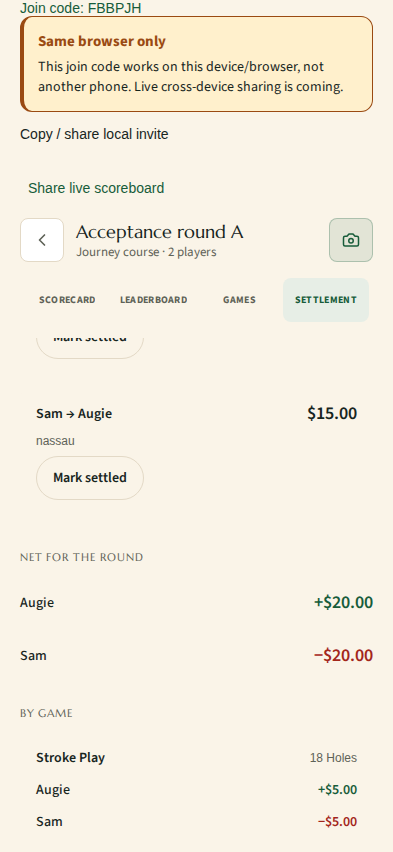 Join code: FBBPJH
Same browser only
This join code works on this device/browser, not
another phone. Live cross-device sharing is coming.
Copy / share local invite
Share live scoreboard
Acceptance round A
Journey course · 2 players
SCORECARD LEADERBOARD GAMES SETTLEMENT
Mark settled
Sam → Augie $15.00
nassau
Mark settled
NET FOR THE ROUND
Augie +$20.00
Sam −$20.00
BY GAME
Stroke Play 18 Holes
Augie +$5.00
Sam −$5.00